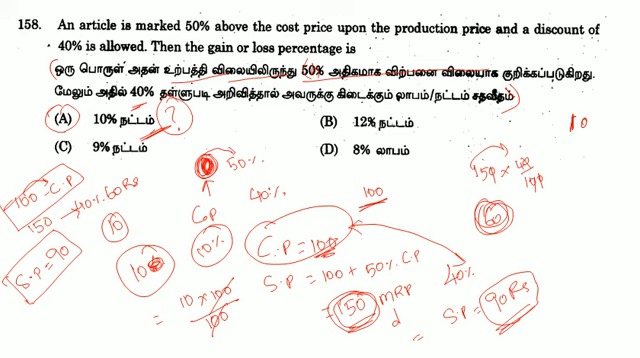 158. An article is marked 50% above the cost price upon the production price and a discount of
40% is allowed. Then the gain or loss percentage is
ஒரு பொருள் அதன் உற்பத்தி விலையிலிருந்து 50% அதிகமாக விற்பனை விலையாக குறிக்கப்படுகிறது.
மேலும் அதில் 40% தள்ளுபடி அறிவித்தால் அவருக்கு கிடைக்கும் லாபம்/நட்டம் சதவீதம்
(A) 10% நட்டம் ? (B) 12% நட்டம்
(C) 9% நட்டம் (D) 8% லாபம்
10
50%
100 = C.P
150 → 40% 60 Rs
S.P = 90
10
C.P
10%
40%
100
C.P = 100
S.P = 100 + 50% C.P
= 150 MRP
d
40%
= S.P = 90 Rs
= 10 × 100
100
150 × 40
100
60